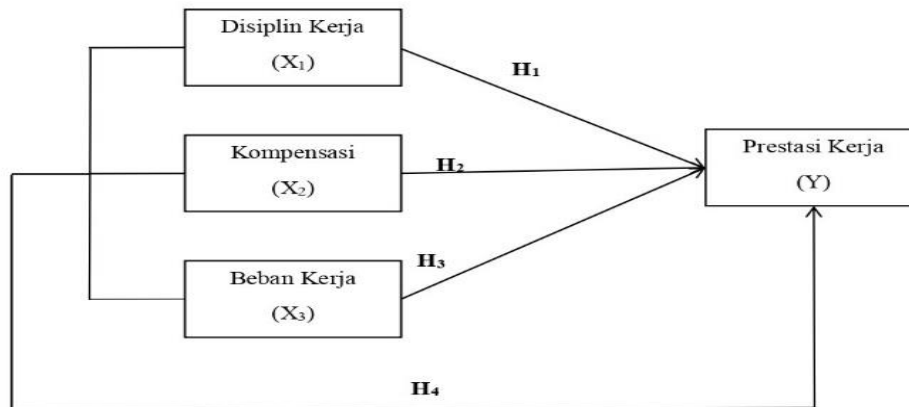 Disiplin Kerja
(X₁)
H₁
Kompensasi
(X₂)
H₂
Prestasi Kerja
(Y)
Beban Kerja
(X₃)
H₃
H₄